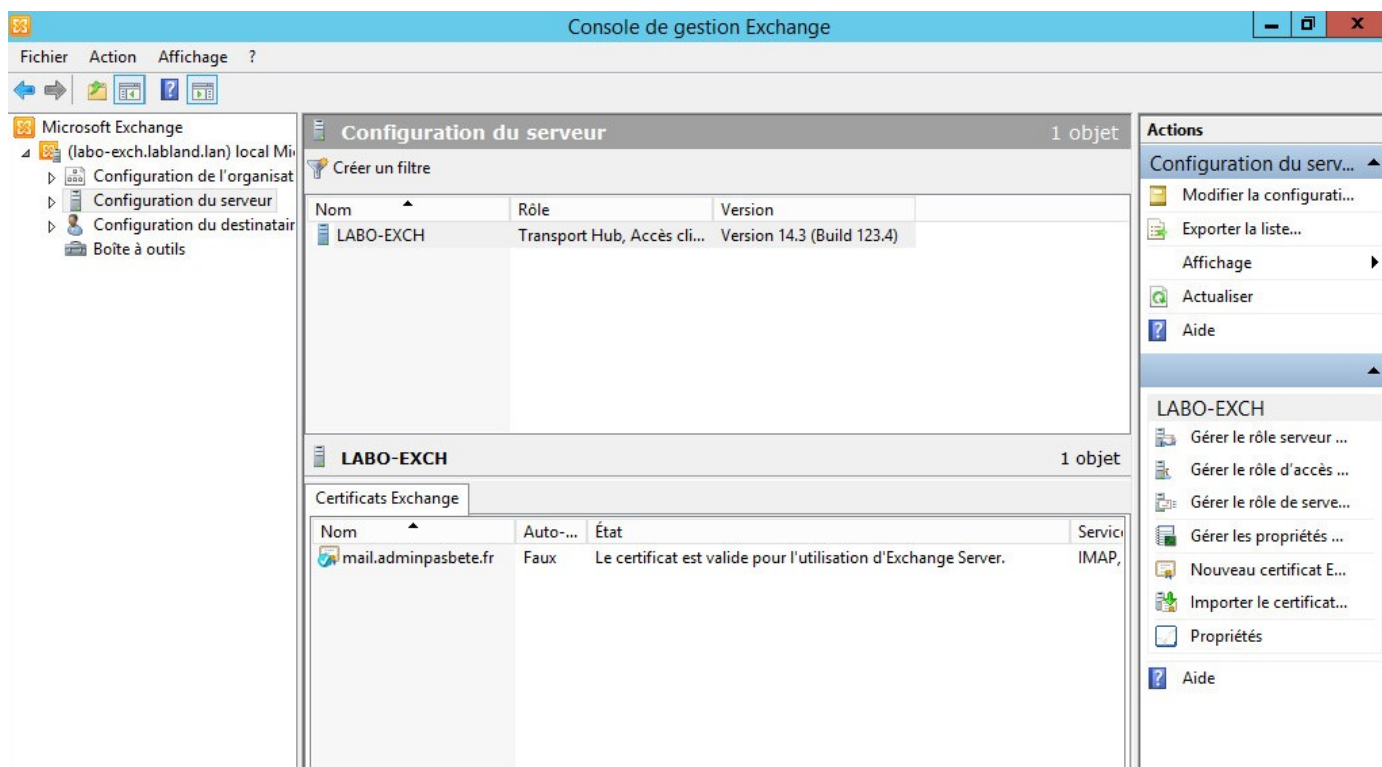 Console de gestion Exchange
Fichier Action Affichage ?
Microsoft Exchange
(labo-exch.labland.lan) local Mi
Configuration de l'organisat
Configuration du serveur
Configuration du destinatair
Boîte à outils
Configuration du serveur 1 objet
Créer un filtre
Nom Rôle Version
LABO-EXCH Transport Hub, Accès cli... Version 14.3 (Build 123.4)
LABO-EXCH 1 objet
Certificats Exchange
Nom Auto-... État Servic
mail.adminpasbete.fr Faux Le certificat est valide pour l'utilisation d'Exchange Server. IMAP,
Actions
Configuration du serv...
Modifier la configurati...
Exporter la liste...
Affichage
Actualiser
Aide
LABO-EXCH
Gérer le rôle serveur ...
Gérer le rôle d'accès ...
Gérer le rôle de serve...
Gérer les propriétés ...
Nouveau certificat E...
Importer le certificat...
Propriétés
Aide